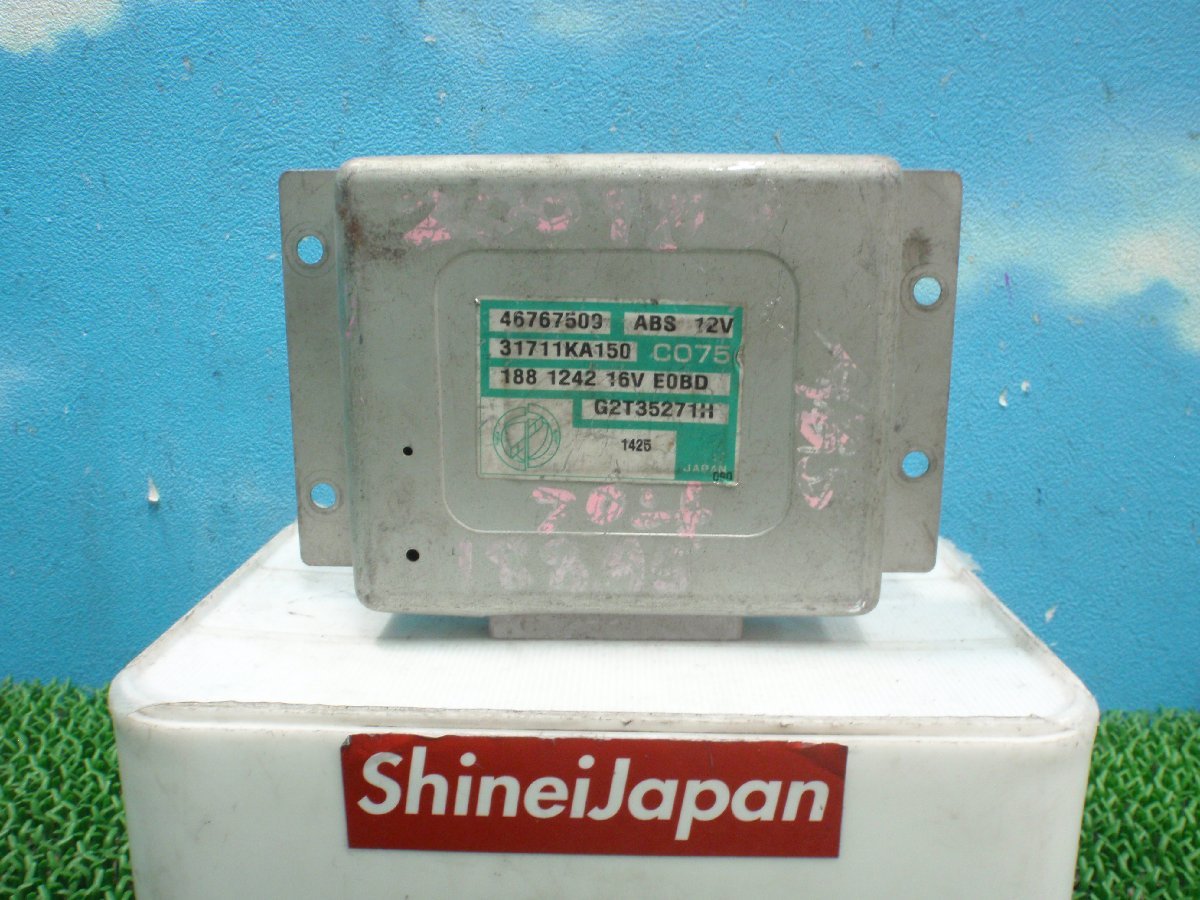 46767509 ABS 12V
31711KA150 C075
188 1242 16V E0BD
G2T35271H
1425
JAPAN
ShineiJapan